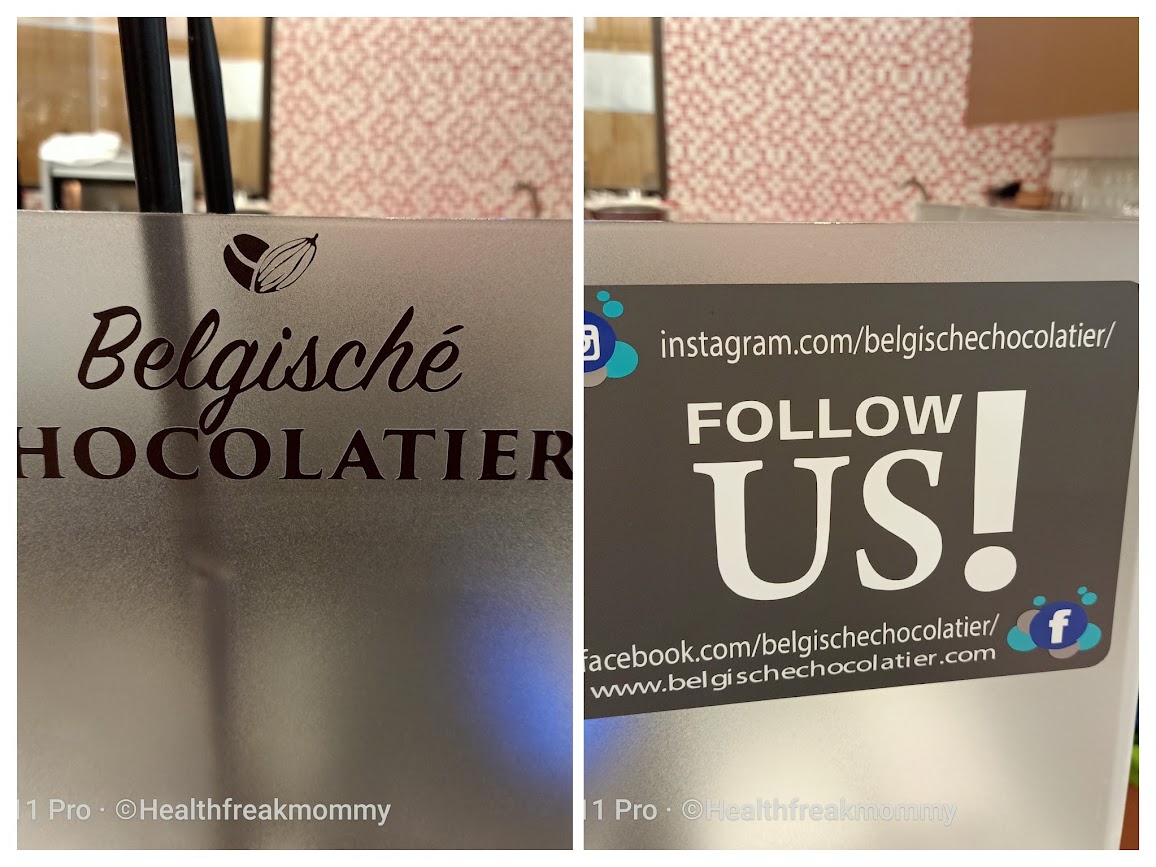 Belgisché
HOCOLATIER
11 Pro · ©Healthfreakmommy
instagram.com/belgischechocolatier/
FOLLOW
US!
facebook.com/belgischechocolatier/
www.belgischechocolatier.com
11 Pro · ©Healthfreakmommy